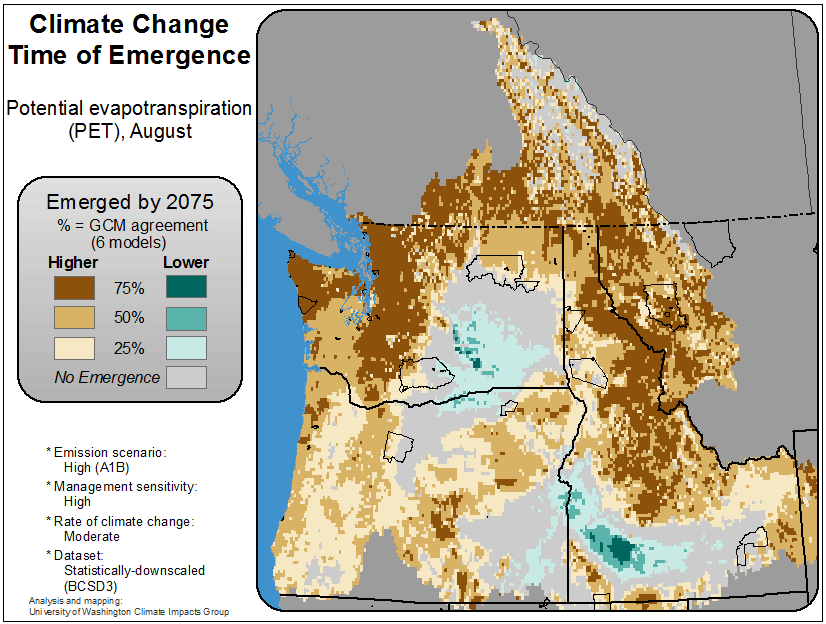 Climate Change
Time of Emergence
Potential evapotranspiration
(PET), August
Emerged by 2075
% = GCM agreement
(6 models)
Higher Lower
75%
50%
25%
No Emergence
* Emission scenario:
High (A1B)
* Management sensitivity:
High
* Rate of climate change:
Moderate
* Dataset:
Statistically-downscaled
(BCSD3)
Analysis and mapping:
University of Washington Climate Impacts Group